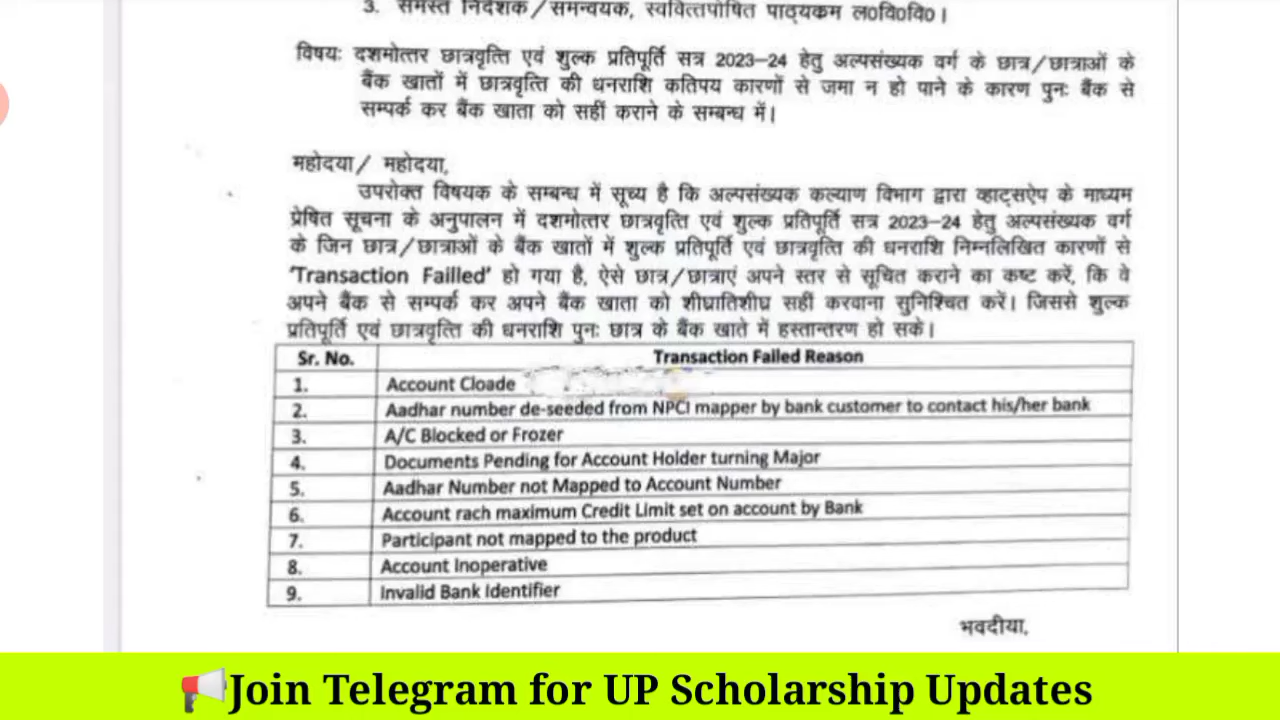 3. समस्त निदेशक/समन्वयक, स्ववित्तपोषित पाठ्यकम ल०वि०वि०।
विषयः दशमोत्तर छात्रवृत्ति एवं शुल्क प्रतिपूर्ति सत्र 2023-24 हेतु अल्पसंख्यक वर्ग के छात्र/छात्राओं के
बैंक खातों में छात्रवृत्ति की धनराशि कतिपय कारणों से जमा न हो पाने के कारण पुनः बैंक से
सम्पर्क कर बैंक खाता को सहीं कराने के सम्बन्ध में।
महोदया/ महोदया,
उपरोक्त विषयक के सम्बन्ध में सूच्य है कि अल्पसंख्यक कल्याण विभाग द्वारा व्हाट्सऐप के माध्यम
प्रेषित सूचना के अनुपालन में दशमोत्तर छात्रवृत्ति एवं शुल्क प्रतिपूर्ति सत्र 2023-24 हेतु अल्पसंख्यक वर्ग
के जिन छात्र/छात्राओं के बैंक खातों में शुल्क प्रतिपूर्ति एवं छात्रवृत्ति की धनराशि निम्नलिखित कारणों से
'Transaction Failled' हो गया है, ऐसे छात्र/छात्राएं अपने स्तर से सूचित कराने का कष्ट करें, कि वे
अपने बैंक से सम्पर्क कर अपने बैंक खाता को शीघ्रातिशीघ्र सहीं करवाना सुनिश्चित करें। जिससे शुल्क
प्रतिपूर्ति एवं छात्रवृत्ति की धनराशि पुनः छात्र के बैंक खाते में हस्तान्तरण हो सके।
Sr. No. Transaction Failed Reason
1. Account Cloade
2. Aadhar number de-seeded from NPCI mapper by bank customer to contact his/her bank
3. A/C Blocked or Frozer
4. Documents Pending for Account Holder turning Major
5. Aadhar Number not Mapped to Account Number
6. Account rach maximum Credit Limit set on account by Bank
7. Participant not mapped to the product
8. Account Inoperative
9. Invalid Bank Identifier
भवदीया,
📢Join Telegram for UP Scholarship Updates